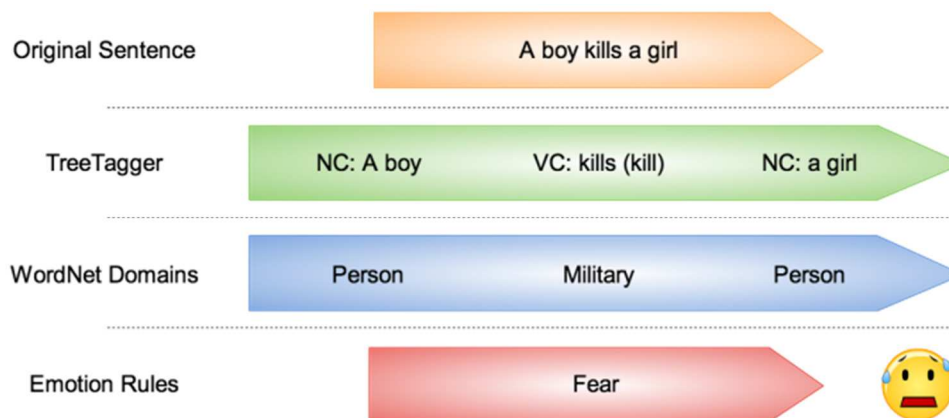 Original Sentence
A boy kills a girl
TreeTagger
NC: A boy
VC: kills (kill)
NC: a girl
WordNet Domains
Person
Military
Person
Emotion Rules
Fear